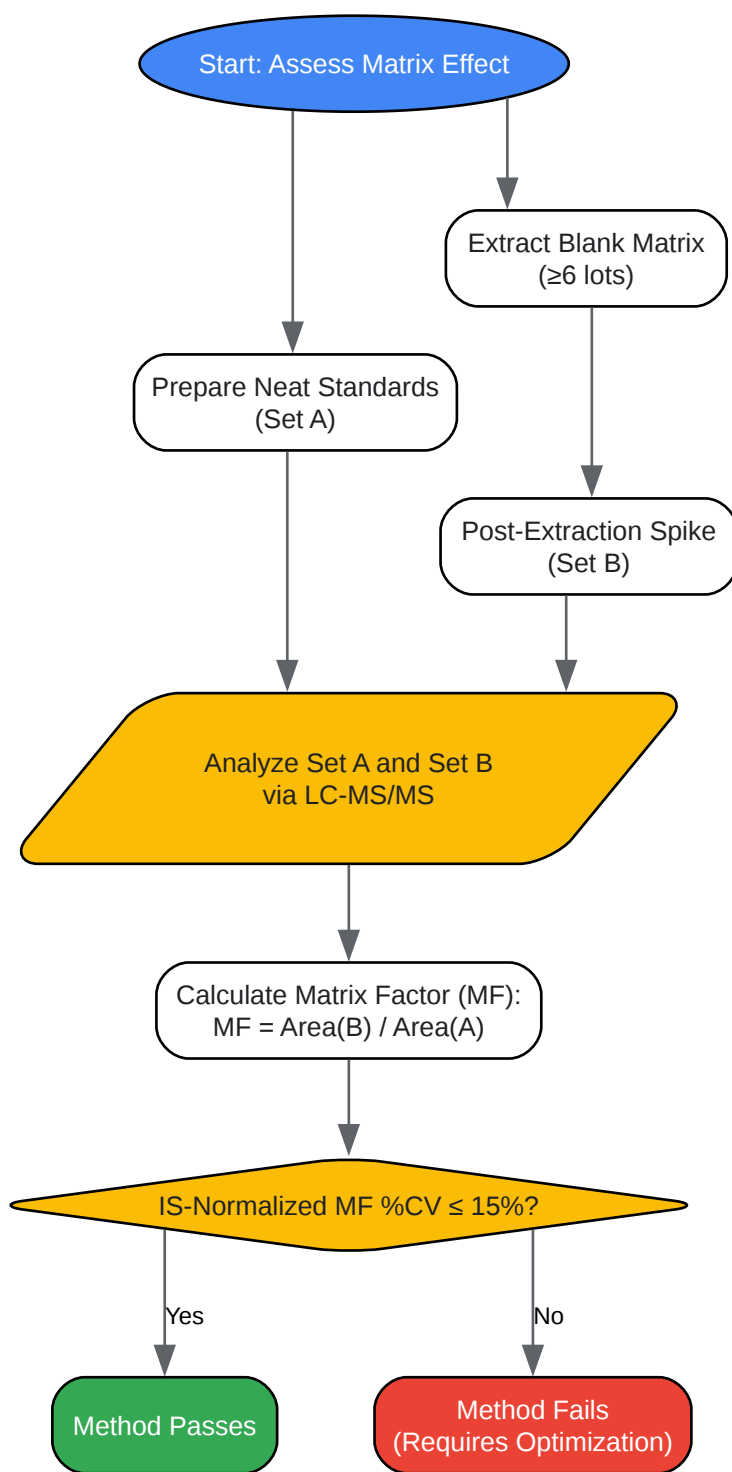 Start: Assess Matrix Effect
Extract Blank Matrix
(≥6 lots)
Prepare Neat Standards
(Set A)
Post-Extraction Spike
(Set B)
Analyze Set A and Set B
via LC-MS/MS
Calculate Matrix Factor (MF):
MF = Area(B) / Area(A)
IS-Normalized MF %CV ≤ 15%?
Yes
No
Method Passes
Method Fails
(Requires Optimization)